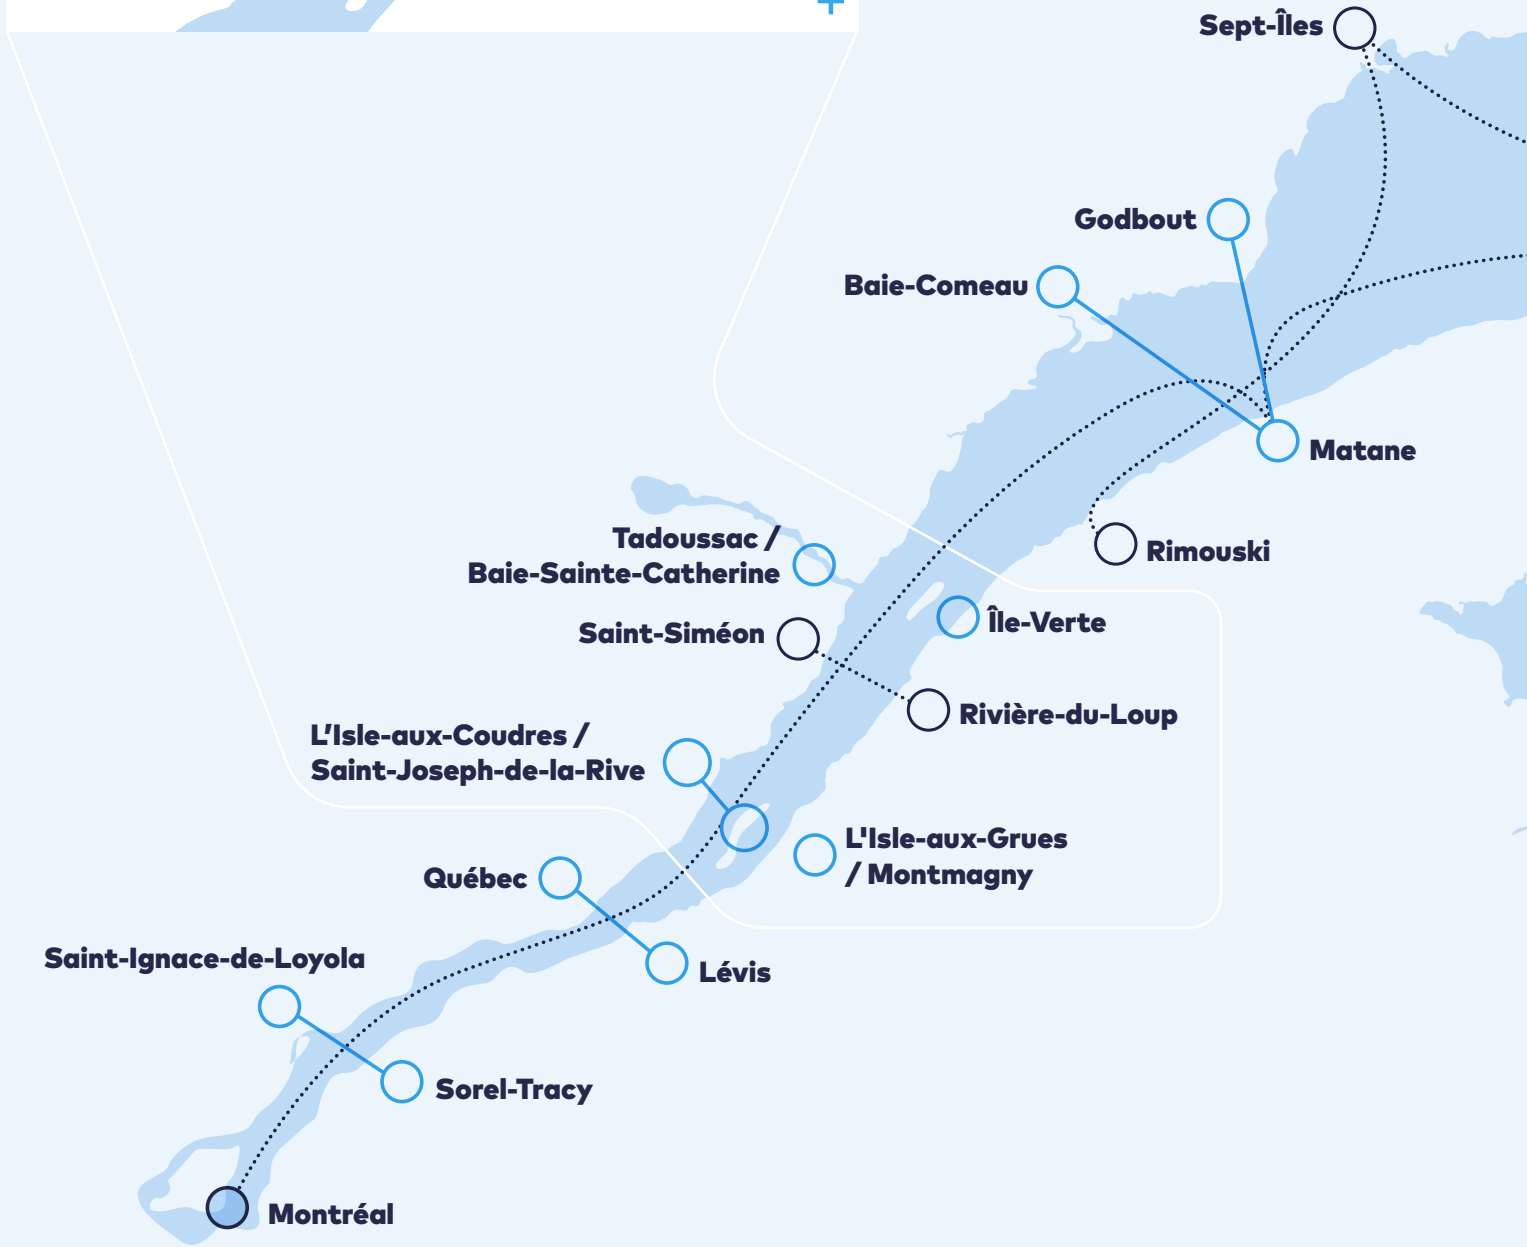 Sept-Îles
Godbout
Baie-Comeau
Matane
Tadoussac /
Baie-Sainte-Catherine
Rimouski
Saint-Siméon
Île-Verte
Rivière-du-Loup
L’Isle-aux-Coudres /
Saint-Joseph-de-la-Rive
L'Isle-aux-Grues
/ Montmagny
Québec
Lévis
Saint-Ignace-de-Loyola
Sorel-Tracy
Montréal